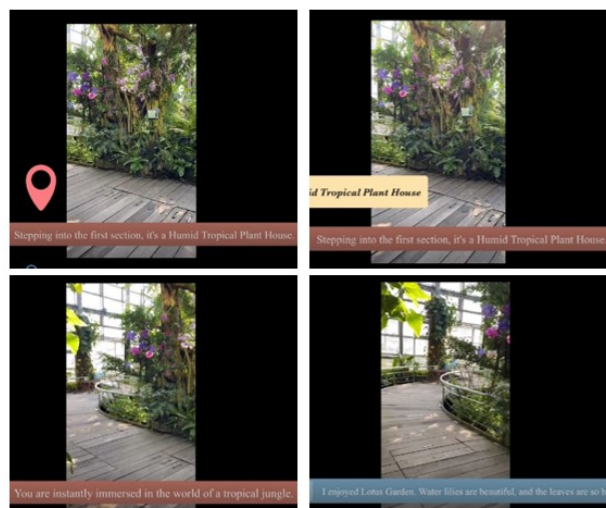 Stepping into the first section, it's a Humid Tropical Plant House.
id Tropical Plant House
Stepping into the first section, it's a Humid Tropical Plant House.
You are instantly immersed in the world of a tropical jungle.
I enjoyed Lotus Garden. Water lilies are beautiful, and the leaves are so b